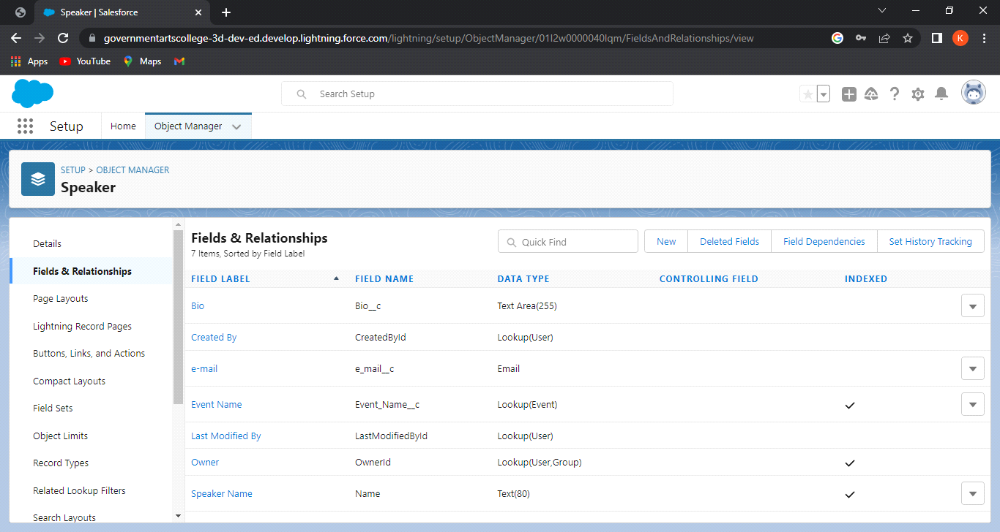 Speaker | Salesforce
governmentartscollege-3d-dev-ed.develop.lightning.force.com/lightning/setup/ObjectManager/01I2w0000040Iqm/FieldsAndRelationships/view
K
Apps YouTube Maps
Search Setup
Setup Home Object Manager
SETUP > OBJECT MANAGER
Speaker
Details
Fields & Relationships
Page Layouts
Lightning Record Pages
Buttons, Links, and Actions
Compact Layouts
Field Sets
Object Limits
Record Types
Related Lookup Filters
Search Layouts
Fields & Relationships
7 Items, Sorted by Field Label
Quick Find
New Deleted Fields Field Dependencies Set History Tracking
FIELD LABEL FIELD NAME DATA TYPE CONTROLLING FIELD INDEXED
Bio Bio__c Text Area(255)
Created By CreatedById Lookup(User)
e-mail e_mail__c Email
Event Name Event_Name__c Lookup(Event)
Last Modified By LastModifiedById Lookup(User)
Owner OwnerId Lookup(User,Group)
Speaker Name Name Text(80)